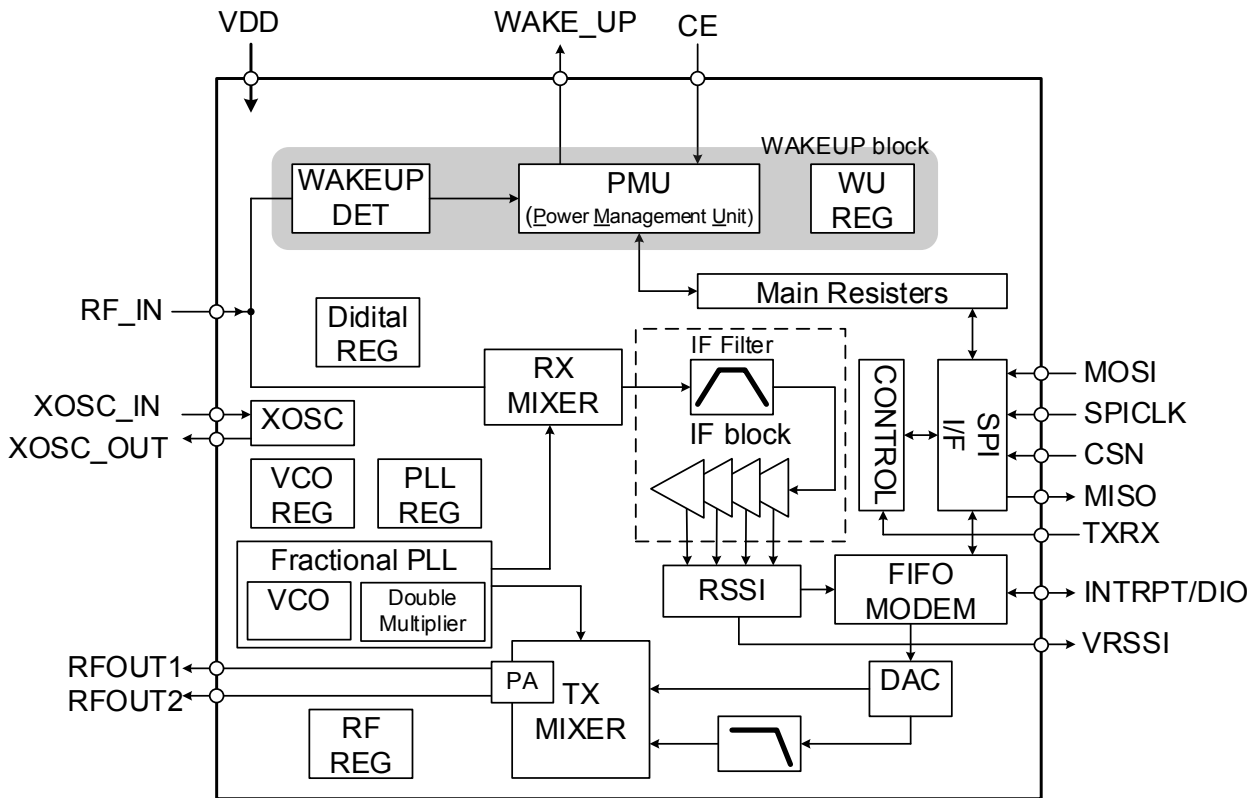 VDD
WAKE_UP
CE
WAKEUP block
WAKEUP
DET
PMU
(Power Management Unit)
WU
REG
RF_IN
Main Resisters
Didital
REG
IF Filter
RX
MIXER
CONTROL
SPI
I/F
MOSI
XOSC_IN
XOSC
SPICLK
XOSC_OUT
IF block
CSN
VCO
REG
PLL
REG
MISO
TXRX
Fractional PLL
VCO
Double
Multiplier
RSSI
FIFO
MODEM
INTRPT/DIO
VRSSI
RFOUT1
RFOUT2
PA
TX
MIXER
DAC
RF
REG